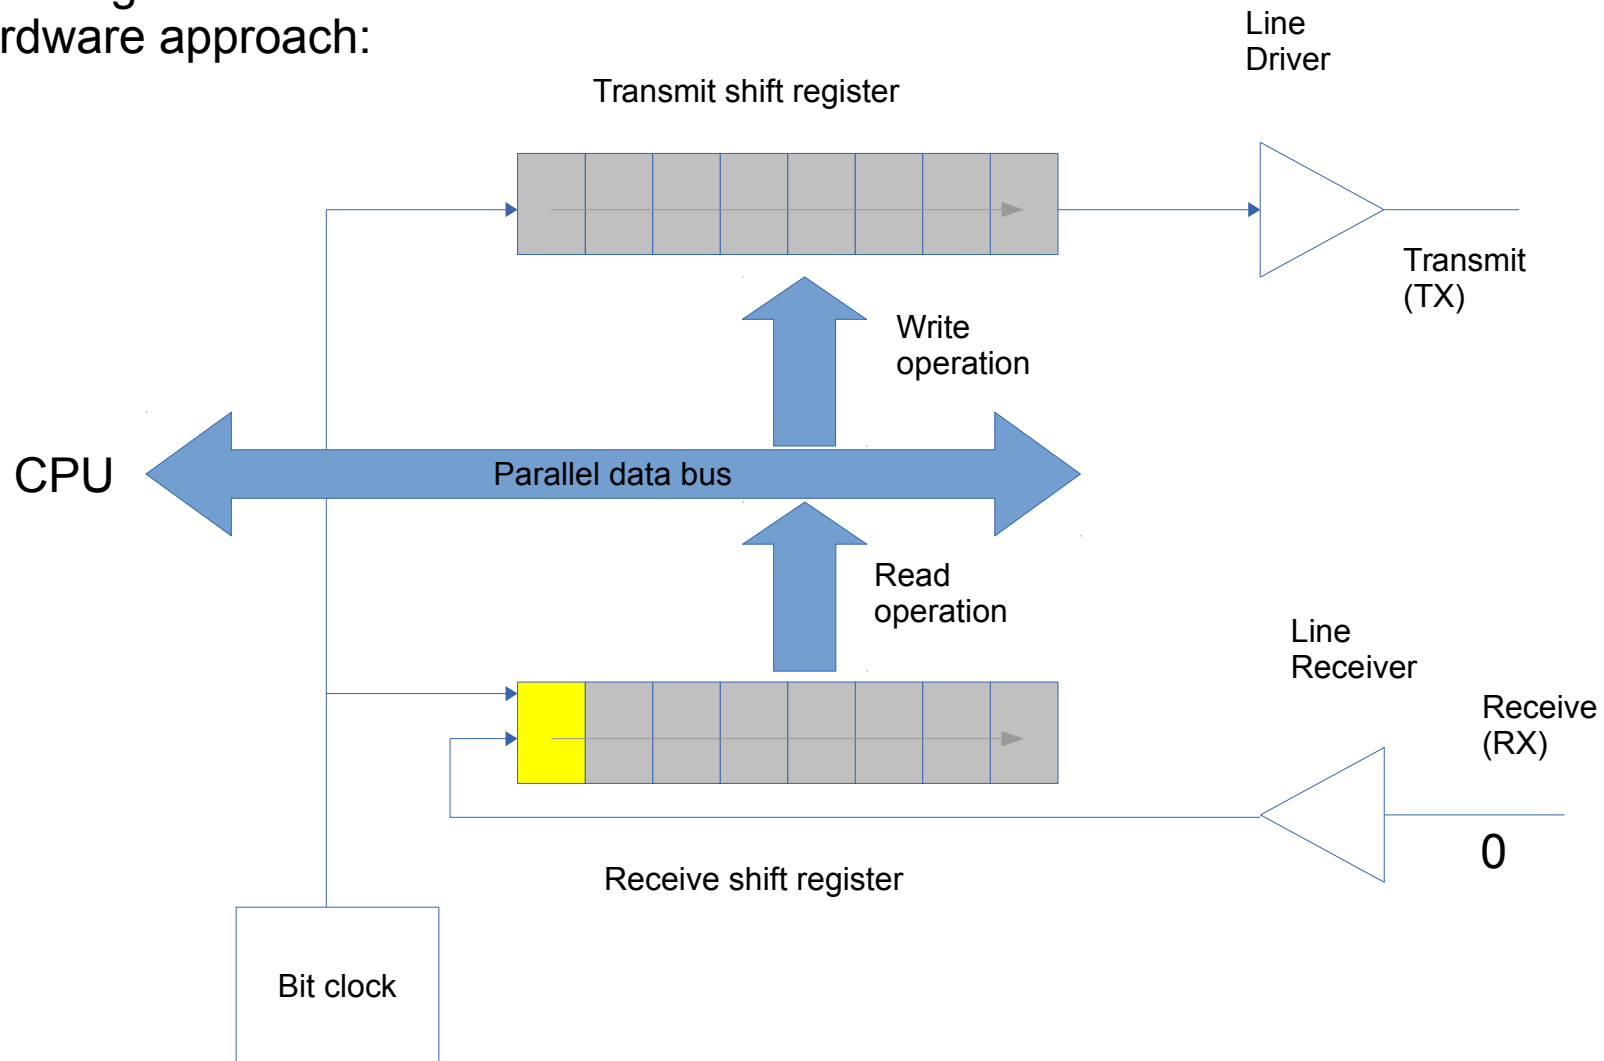 rdware approach:
Line
Driver
Transmit shift register
Transmit
(TX)
Write
operation
CPU
Parallel data bus
Read
operation
Line
Receiver
Receive
(RX)
0
Receive shift register
Bit clock